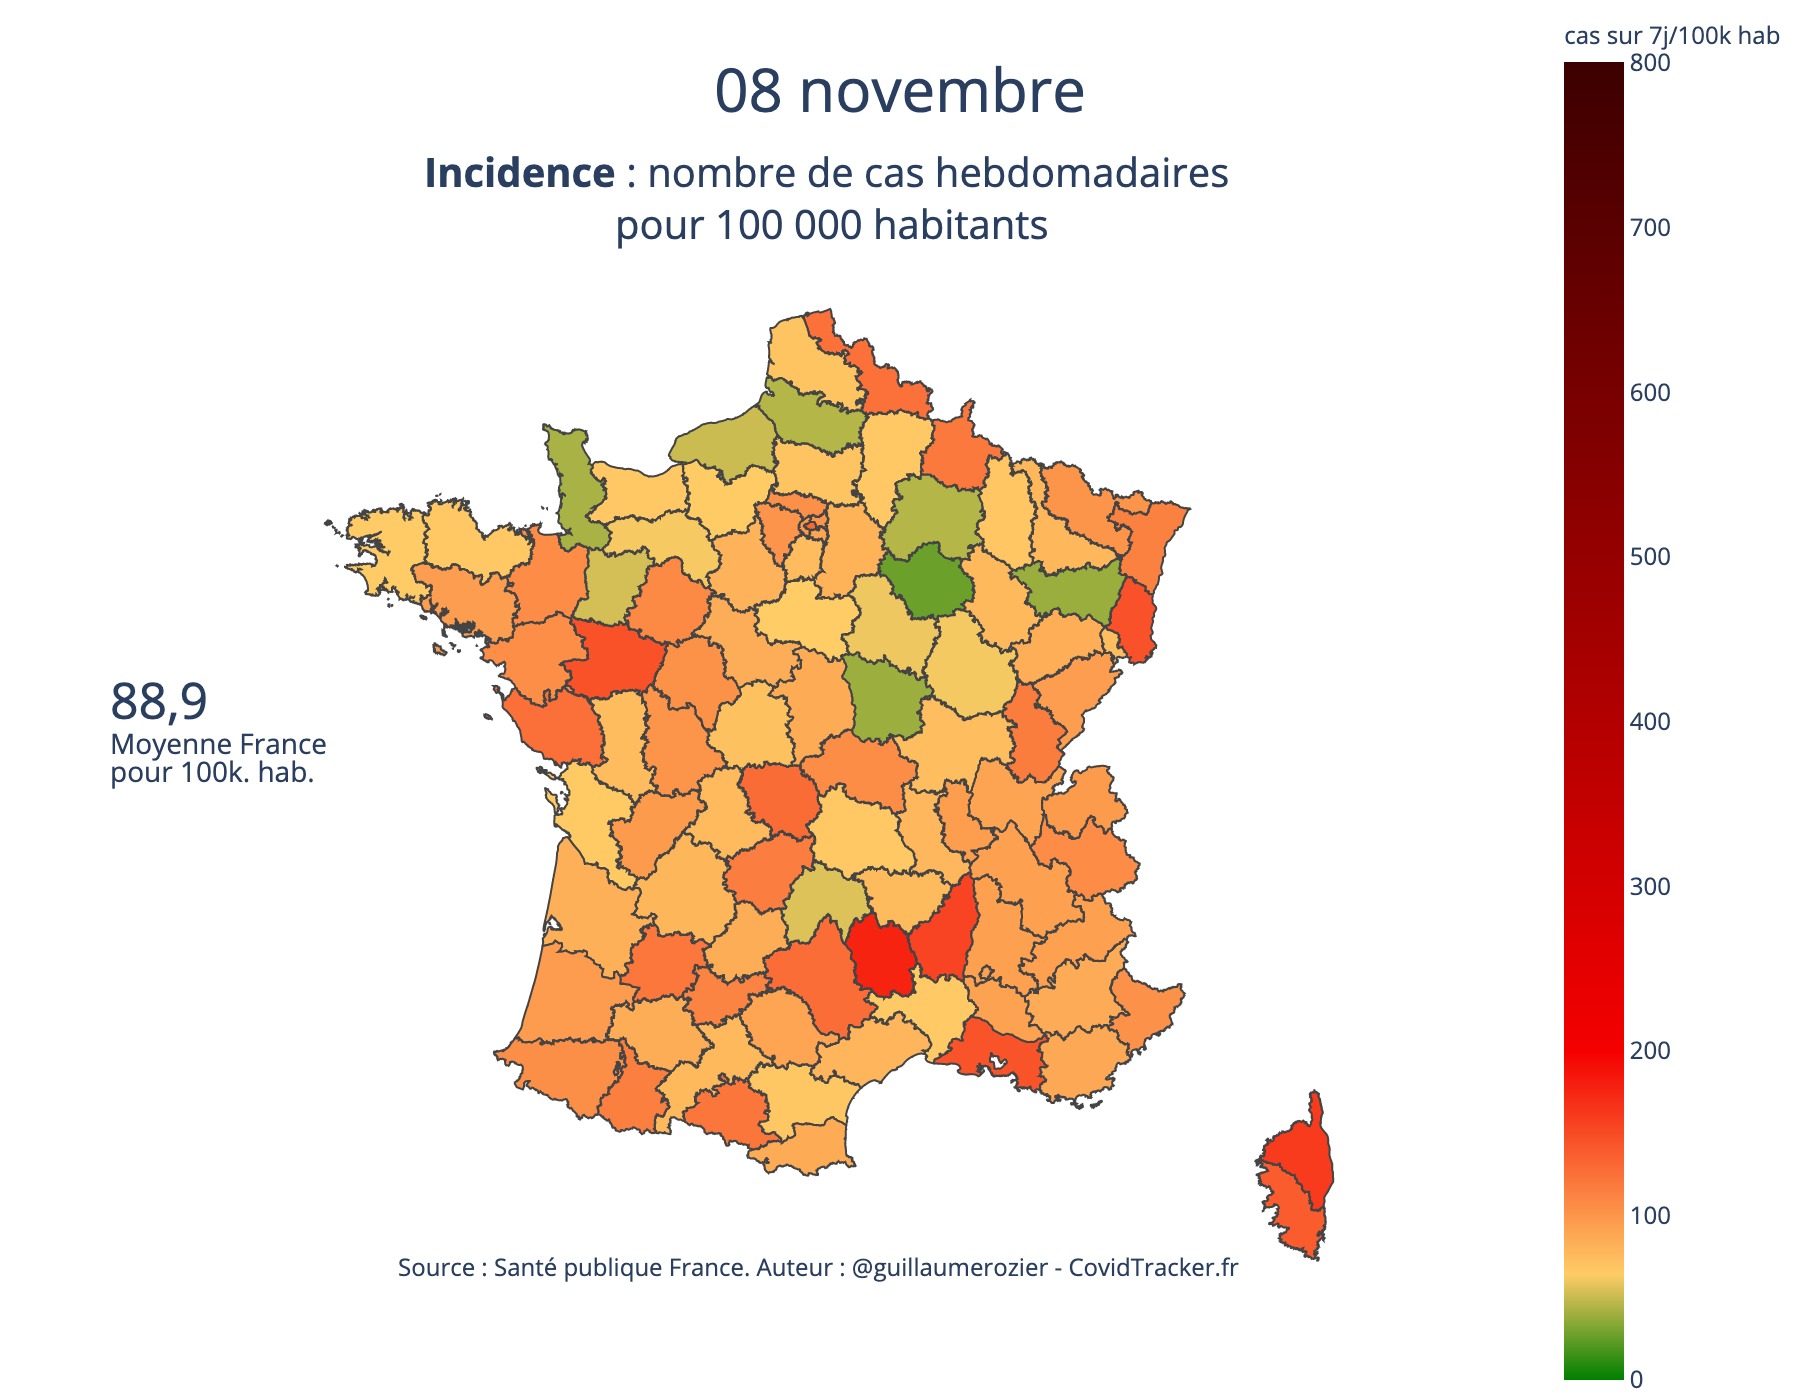 cas sur 7j/100k hab
800
08 novembre
Incidence : nombre de cas hebdomadaires
pour 100 000 habitants
700
600
500
400
300
200
100
0
88,9
Moyenne France
pour 100k. hab.
Source : Santé publique France. Auteur : @guillaumerozier - CovidTracker.fr